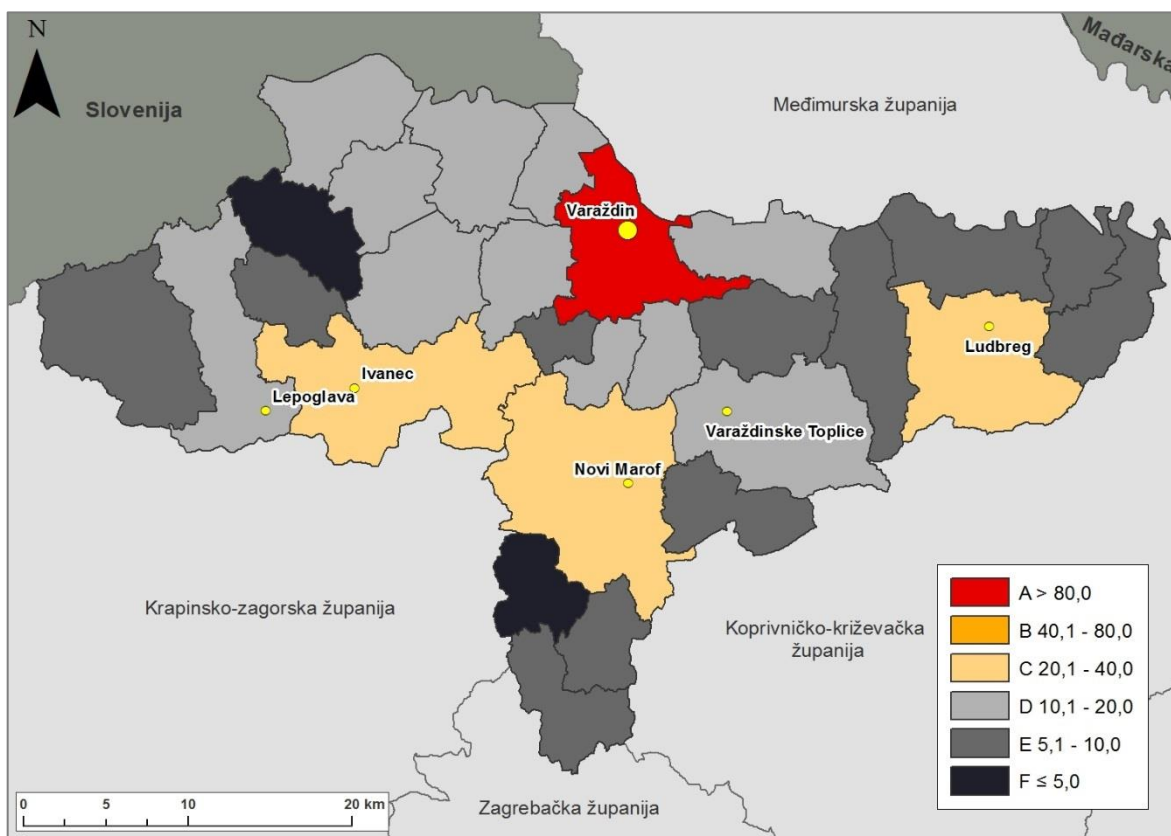 N
Slovenija
Mađarska
Međimurska županija
Varaždin
Ludbreg
Ivanec
Lepoglava
Varaždinske Toplice
Novi Marof
Krapinsko-zagorska županija
Koprivničko-križevačka
županija
Zagrebačka županija
A > 80,0
B 40,1 - 80,0
C 20,1 - 40,0
D 10,1 - 20,0
E 5,1 - 10,0
F ≤ 5,0
0 5 10 20 km